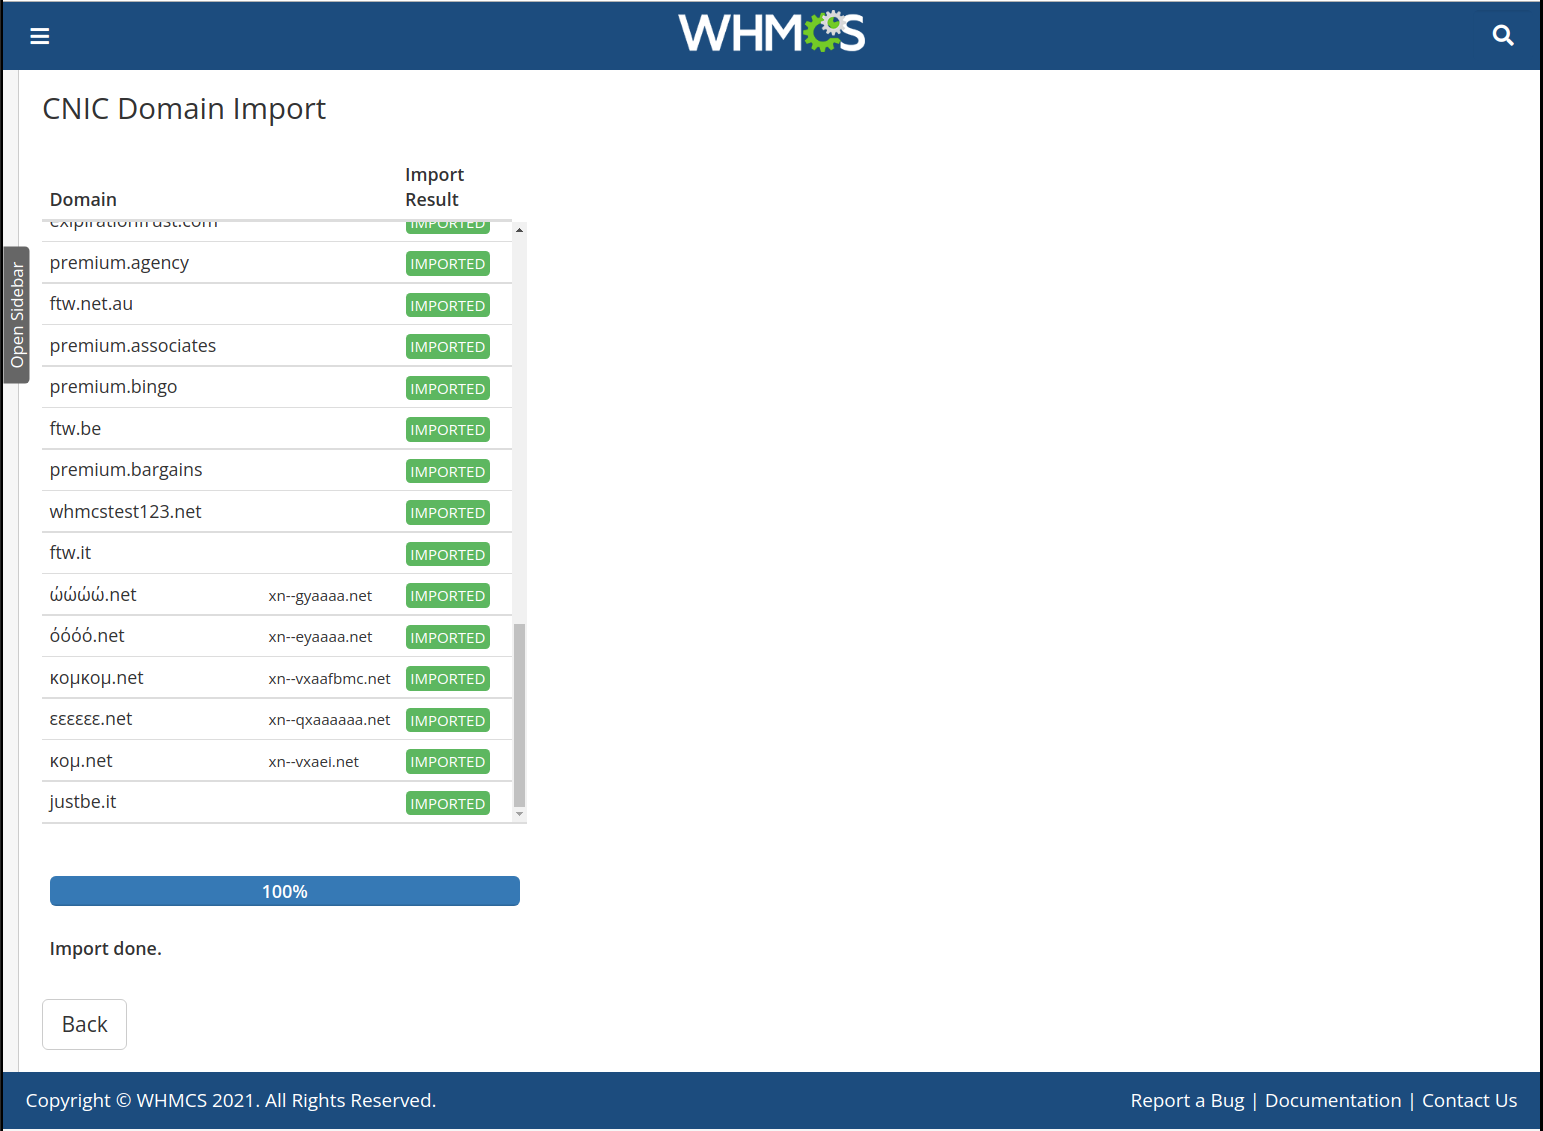 WHMCS
CNIC Domain Import
Open Sidebar
Domain
Import
Result
IMPORTED
premium.agency IMPORTED
ftw.net.au IMPORTED
premium.associates IMPORTED
premium.bingo IMPORTED
ftw.be IMPORTED
premium.bargains IMPORTED
whmcstest123.net IMPORTED
ftw.it IMPORTED
ώώώώ.net xn--gyaaaa.net IMPORTED
όόόό.net xn--eyaaaa.net IMPORTED
κομκομ.net xn--vxaafbmc.net IMPORTED
εεεεεε.net xn--qxaaaaaa.net IMPORTED
κομ.net xn--vxaei.net IMPORTED
justbe.it IMPORTED
100%
Import done.
Back
Copyright © WHMCS 2021. All Rights Reserved.
Report a Bug | Documentation | Contact Us